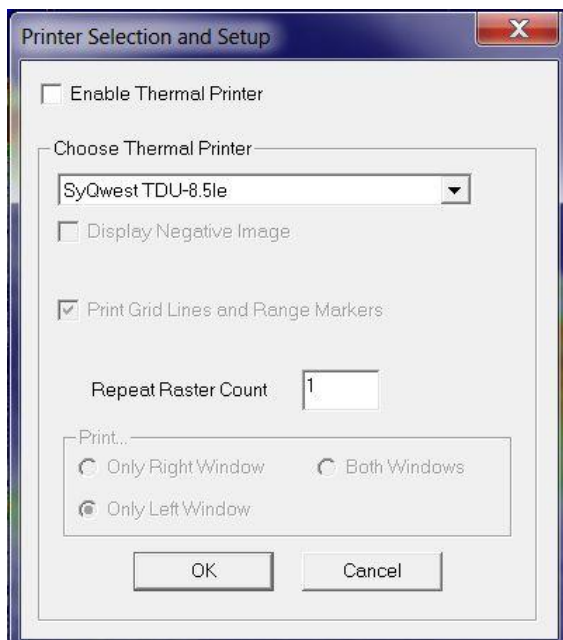 Printer Selection and Setup
X
Enable Thermal Printer
Choose Thermal Printer
SyQwest TDU-8.5le
Display Negative Image
Print Grid Lines and Range Markers
Repeat Raster Count 1
Print...
Only Right Window Both Windows
Only Left Window
OK Cancel